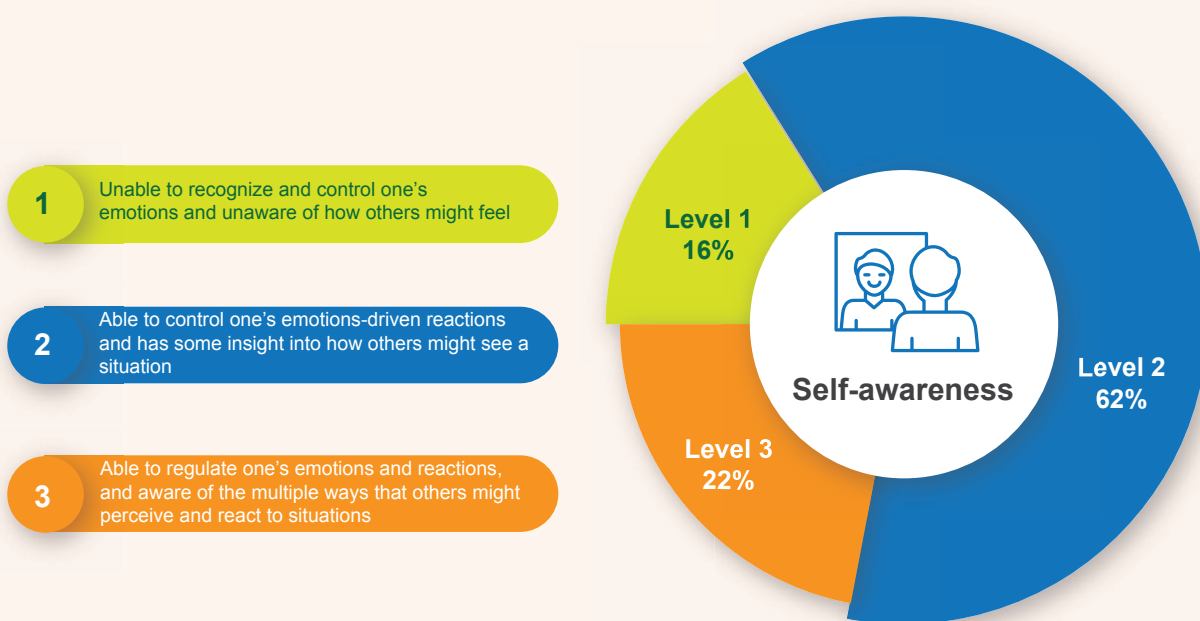 1
Unable to recognize and control one's
emotions and unaware of how others might feel
2
Able to control one's emotions-driven reactions
and has some insight into how others might see a
situation
3
Able to regulate one's emotions and reactions,
and aware of the multiple ways that others might
perceive and react to situations
Level 1
16%
Level 2
62%
Level 3
22%
Self-awareness